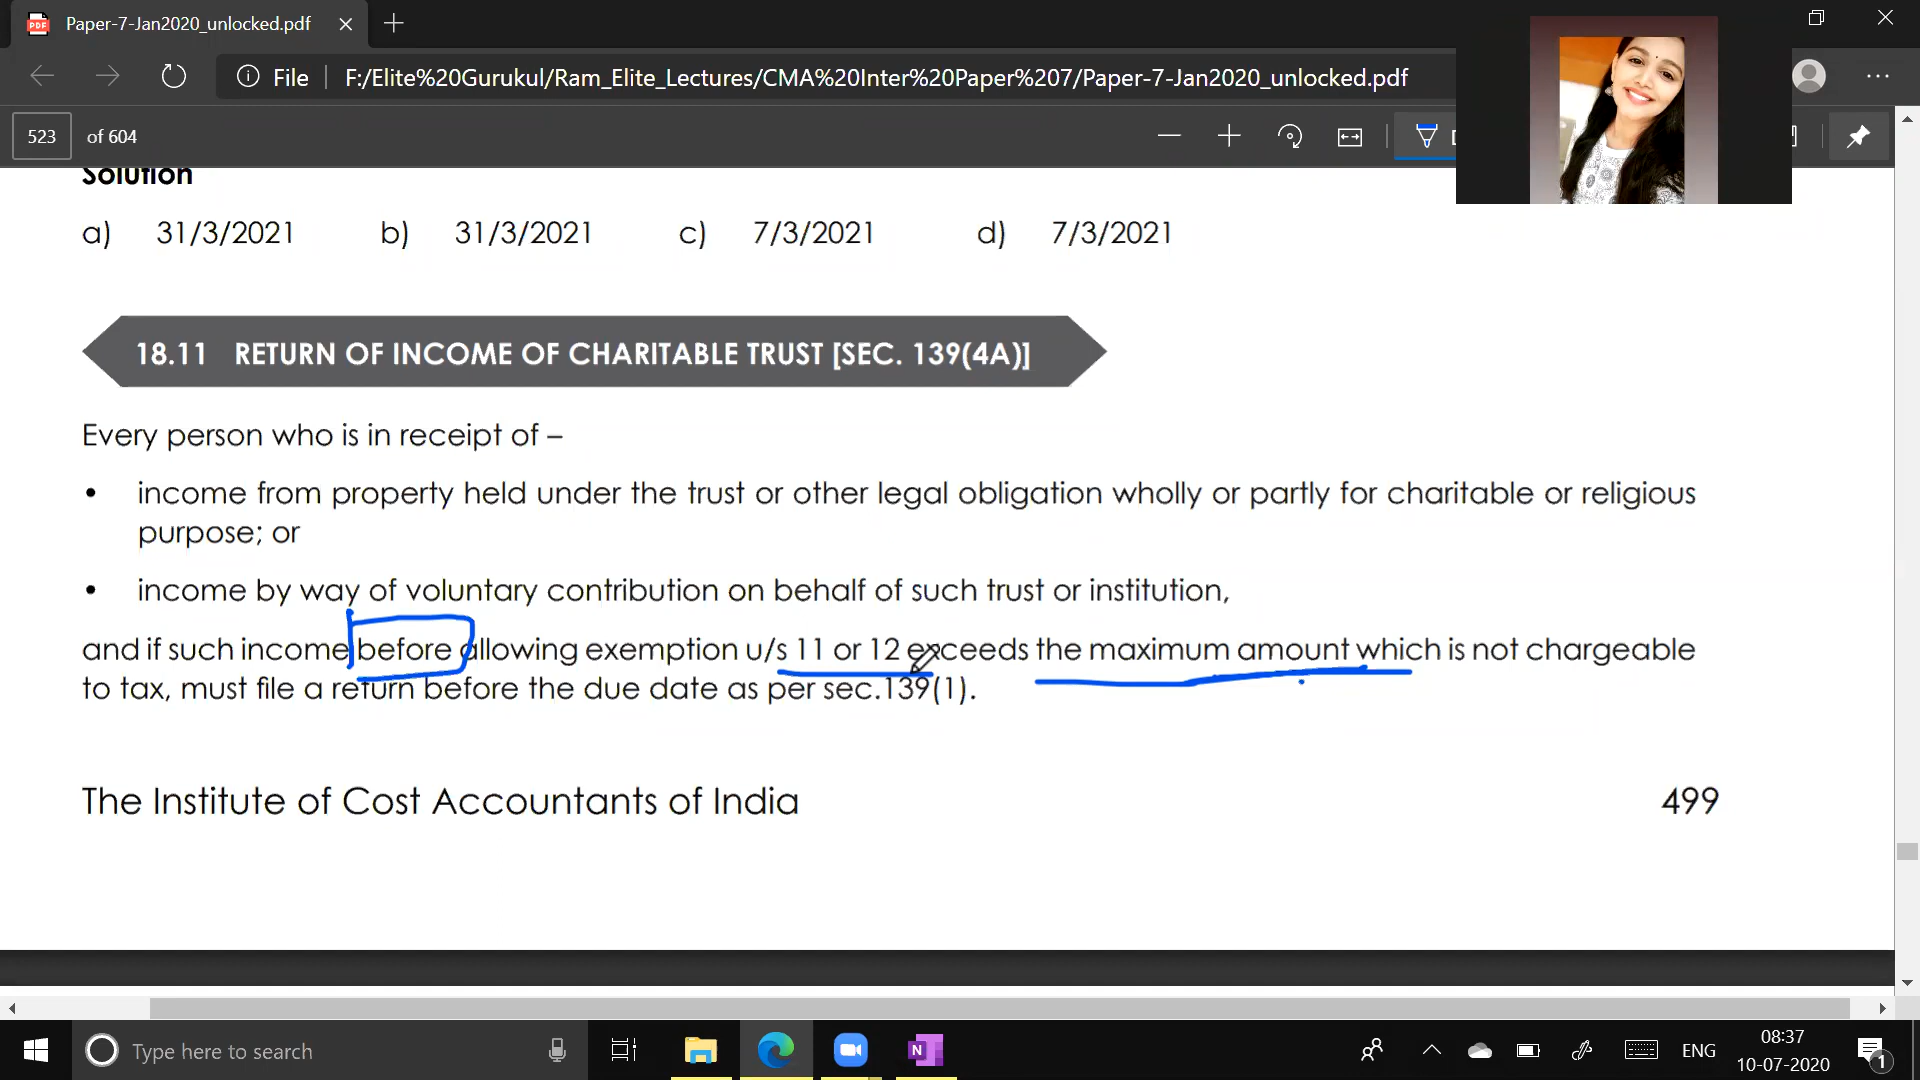 Paper-7-Jan2020_unlocked.pdf
File F:/Elite%20Gurukul/Ram_Elite_Lectures/CMA%20Inter%20Paper%207/Paper-7-Jan2020_unlocked.pdf
523 of 604
Solution
a) 31/3/2021 b) 31/3/2021 c) 7/3/2021 d) 7/3/2021
18.11 RETURN OF INCOME OF CHARITABLE TRUST [SEC. 139(4A)]
Every person who is in receipt of –
• income from property held under the trust or other legal obligation wholly or partly for charitable or religious
purpose; or
• income by way of voluntary contribution on behalf of such trust or institution,
and if such income before allowing exemption u/s 11 or 12 exceeds the maximum amount which is not chargeable
to tax, must file a return before the due date as per sec.139(1).
The Institute of Cost Accountants of India 499
Type here to search
ENG
08:37
10-07-2020
1